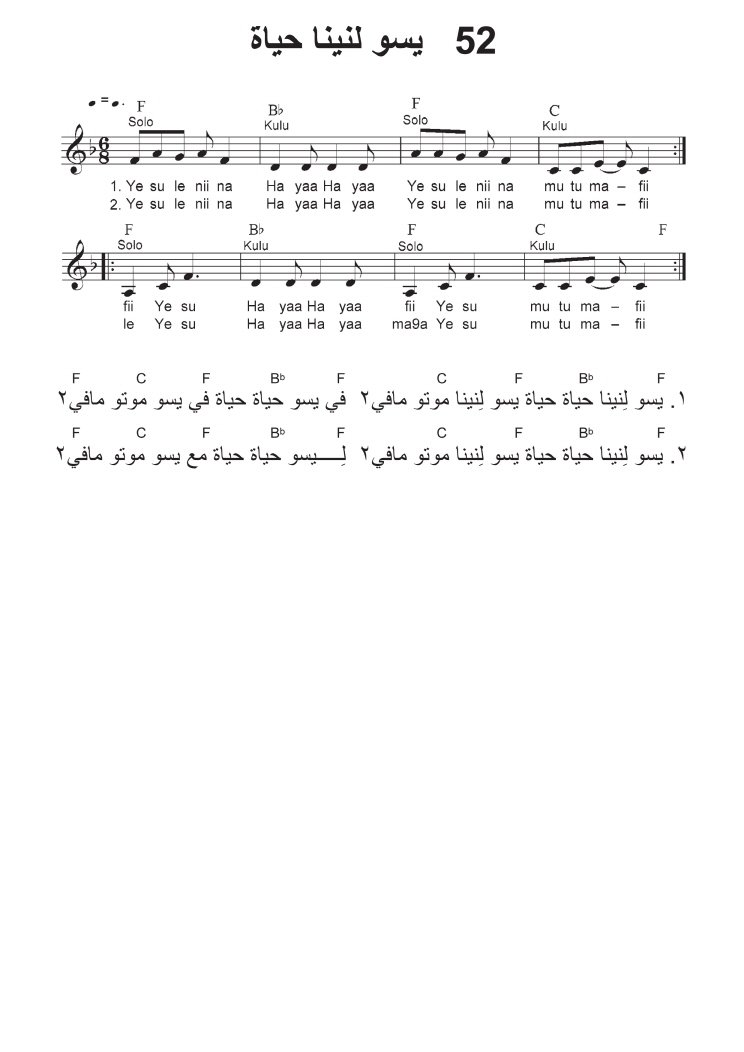 52 يسو لنينا حياة
F B♭ F C
Solo Kulu Solo Kulu
1. Ye su le nii na Ha yaa Ha yaa Ye su le nii na mu tu ma – fii
2. Ye su le nii na Ha yaa Ha yaa Ye su le nii na mu tu ma – fii
F B♭ F C F
Solo Kulu Solo Kulu
fii Ye su Ha yaa Ha yaa fii Ye su mu tu ma – fii
le Ye su Ha yaa Ha yaa ma9a Ye su mu tu ma – fii
F C F B♭ F C F B♭ F
١. يسو لِنينا حياة حياة يسو لِنينا موتو مافي٢ في يسو حياة حياة في يسو موتو مافي٢
F C F B♭ F C F B♭ F
٢. يسو لِنينا حياة حياة يسو لِنينا موتو مافي٢ لِـــيسو حياة حياة مع يسو موتو مافي٢